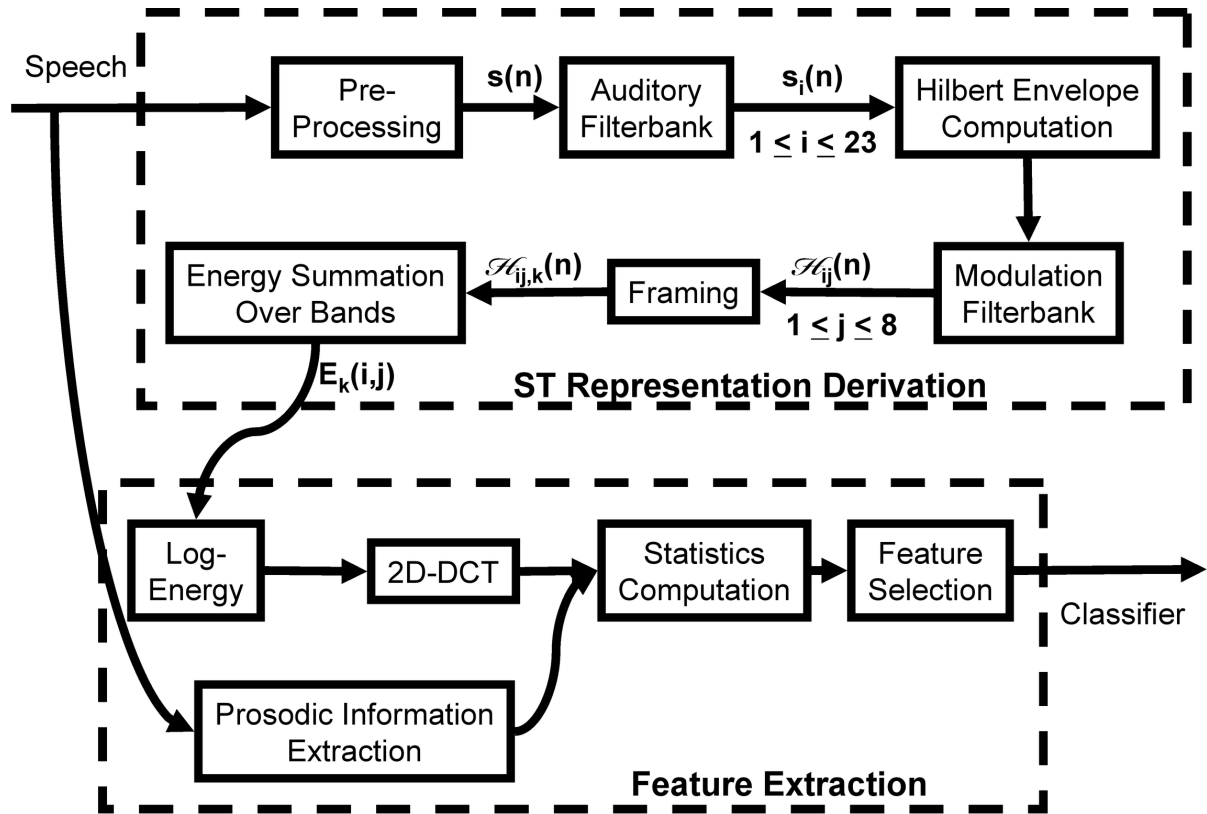 Speech
Pre-
Processing
s(n)
Auditory
Filterbank
sᵢ(n)
1 ≤ i ≤ 23
Hilbert Envelope
Computation
Energy Summation
Over Bands
ℋᵢⱼ,ₖ(n)
Framing
ℋᵢⱼ(n)
1 ≤ j ≤ 8
Modulation
Filterbank
Eₖ(i,j)
ST Representation Derivation
Log-
Energy
2D-DCT
Statistics
Computation
Feature
Selection
Classifier
Prosodic Information
Extraction
Feature Extraction